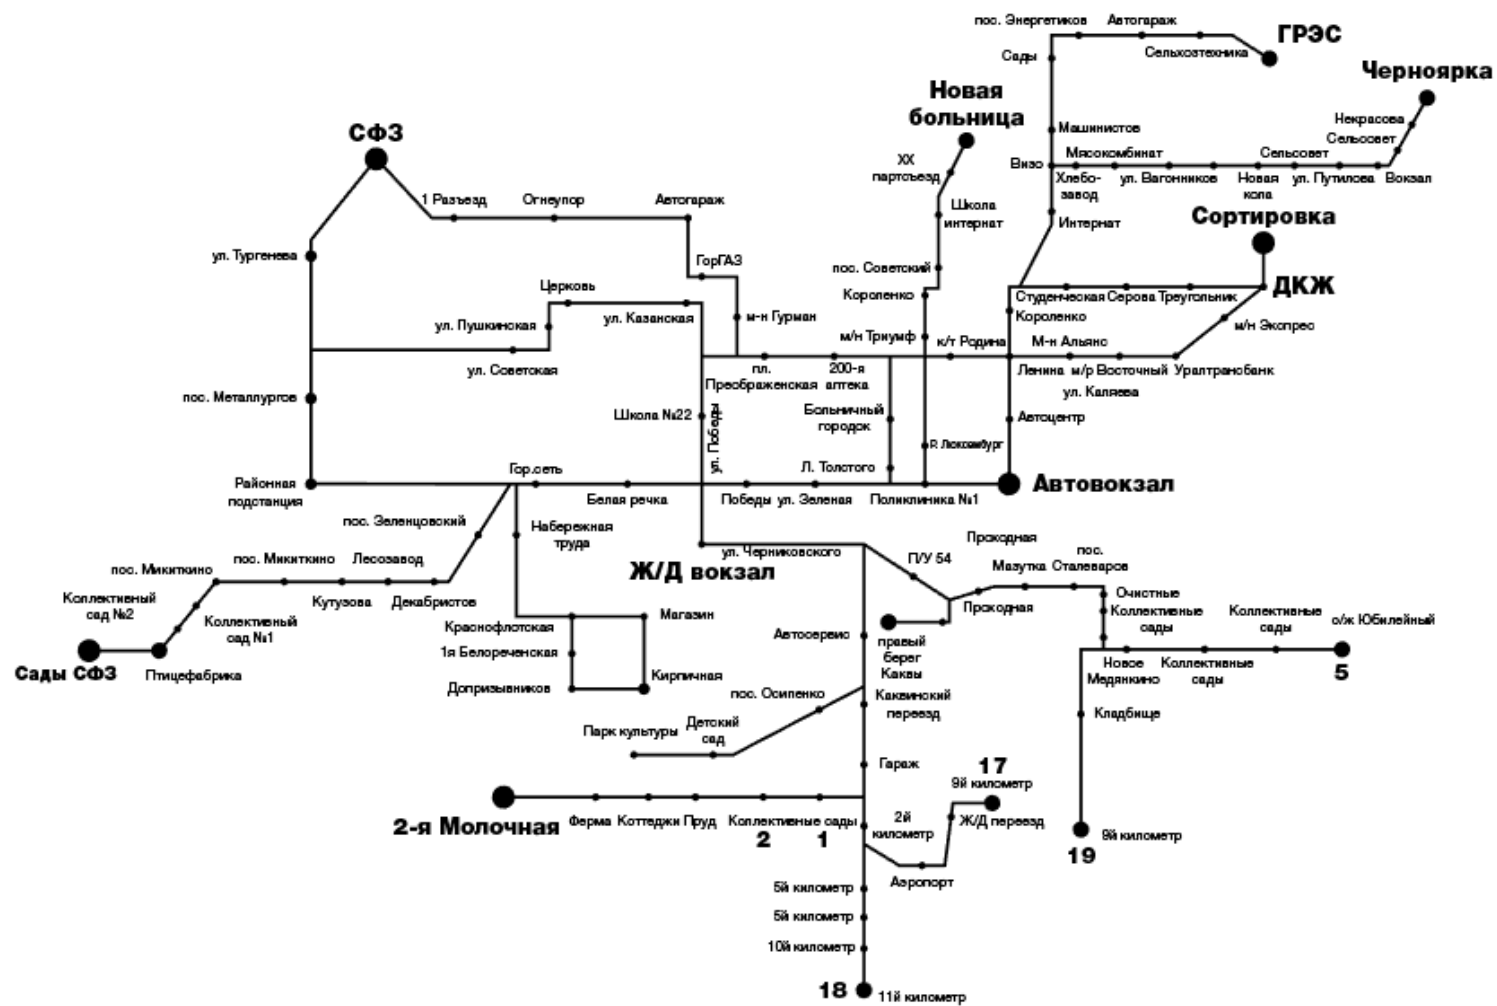 пос. Энергетиков
Автогараж
ГРЭС
Сады
Сельхозтехника
Черноярка
Новая
больница
Некрасова
Сельсовет
СФЗ
Машинистов
ХХ
партсъезд
Визо
Мясокомбинат
Сельсовет
Хлебо-
завод
ул. Вагонников
Новая
кола
ул. Путилова
Вокзал
1 Разъезд
Огнеупор
Автогараж
Школа
интернат
Интернат
Сортировка
ул. Тургенева
ГорГАЗ
пос. Советский
Церковь
Короленко
Студенческая
Серова
Треугольник
ДКЖ
ул. Пушкинская
ул. Казанская
м-н Гурман
Короленко
м/н Экспрес
м/н Триумф
к/т Родина
М-н Альянс
ул. Советская
пл.
Преображенская
200-я
аптека
Ленина
м/р Восточный
Уралтрансбанк
ул. Каляева
пос. Металлургов
Школа №22
ул. Победы
Больничный
городок
Автоцентр
Р. Люксембург
Гор.сеть
Л. Толстого
Районная
подстанция
Белая речка
Победы
ул. Зеленая
Поликлиника №1
Автовокзал
пос. Зеленцовский
Набережная
труда
ул. Черниковского
П/У 54
Проходная
пос.
Мазутка
Сталеваров
пос. Микиткино
пос. Микиткино
Лесозавод
Ж/Д вокзал
Коллективный
сад №2
Кутузова
Декабристов
Проходная
Очистные
Коллективные
сады
Коллективные
сады
о/ж Юбилейный
Коллективный
сад №1
Магазин
Краснофлотская
Автосервис
правый
берег
Каквы
1я Белореченская
Сады СФЗ
Птицефабрика
Допризывников
Кирпичная
Новое
Медянкино
Коллективные
сады
5
пос. Осипенко
Каквинский
переезд
Кладбище
Парк культуры
Детский
сад
Гараж
17
9й километр
2-я Молочная
Ферма
Коттеджи
Пруд
Коллективные сады
2
1
2й
километр
Ж/Д переезд
9й километр
19
Аэропорт
5й километр
5й километр
10й километр
18
11й километр